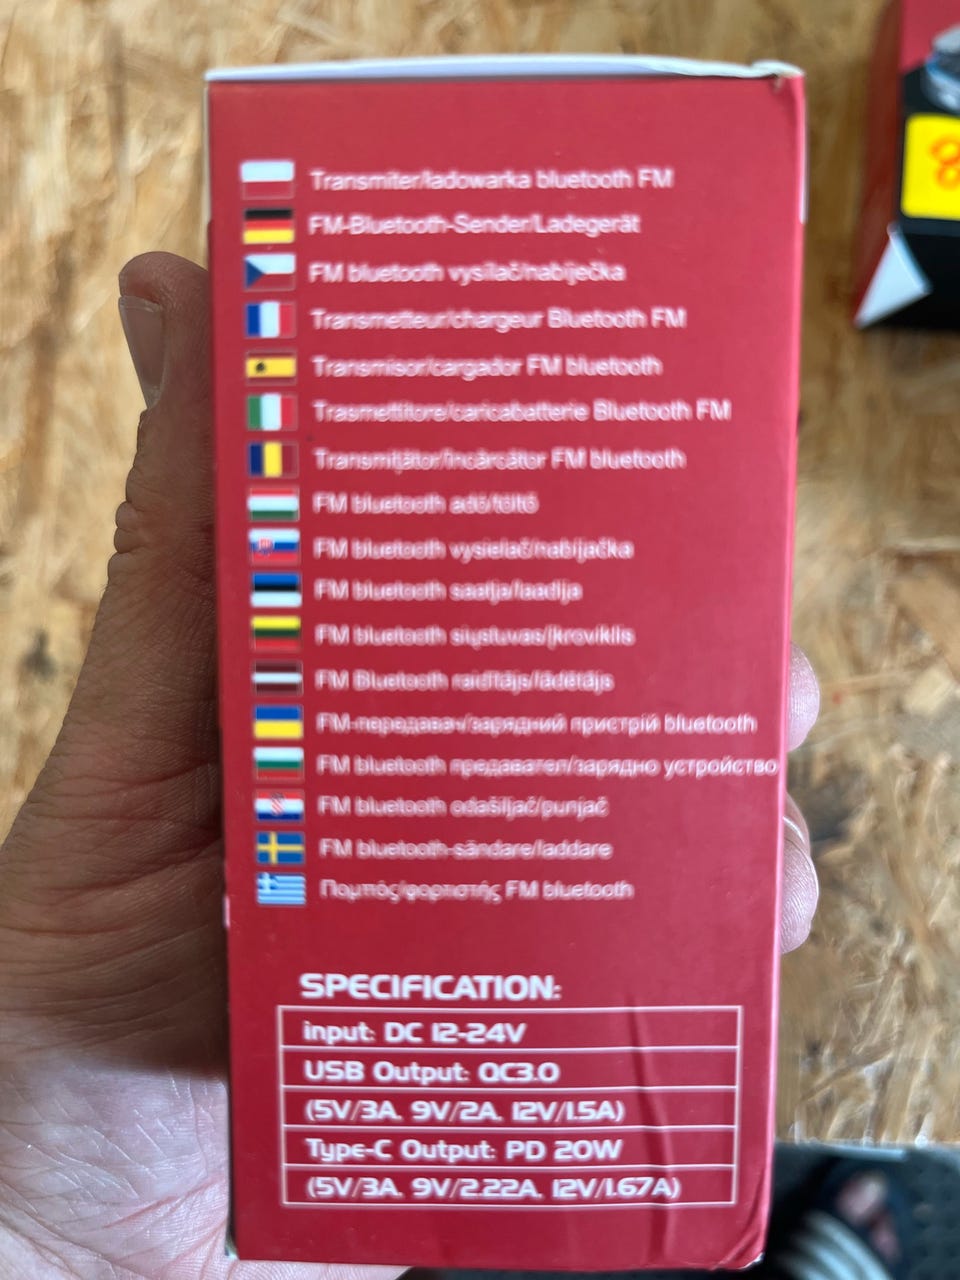 Transmiter/ładowarka bluetooth FM
FM-Bluetooth-Sender/Ladegerät
FM bluetooth vysílač/nabíječka
Transmetteur/chargeur Bluetooth FM
Transmisor/cargador FM bluetooth
Trasmettitore/caricabatterie Bluetooth FM
Transmițător/încărcător FM bluetooth
FM bluetooth adó/töltő
FM bluetooth vysielač/nabíjačka
FM bluetooth saatja/laadija
FM bluetooth siųstuvas/įkroviklis
FM Bluetooth raidītājs/lādētājs
FM-передавач/зарядний пристрій bluetooth
FM bluetooth предавател/зарядно устройство
FM bluetooth odašiljač/punjač
FM bluetooth-sändare/laddare
Πομπός/φορτιστής FM bluetooth
SPECIFICATION:
input: DC 12-24V
USB Output: QC3.0
(5V/3A. 9V/2A. 12V/1.5A)
Type-C Output: PD 20W
(5V/3A. 9V/2.22A. 12V/1.67A)
8